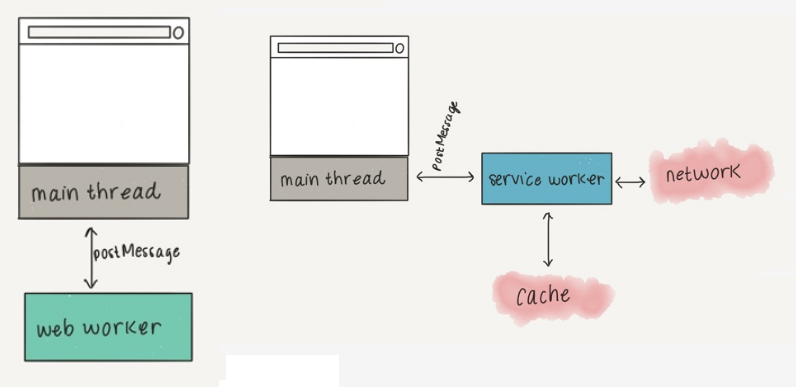 main thread
postMessage
web worker
main thread
postMessage
service worker
network
cache